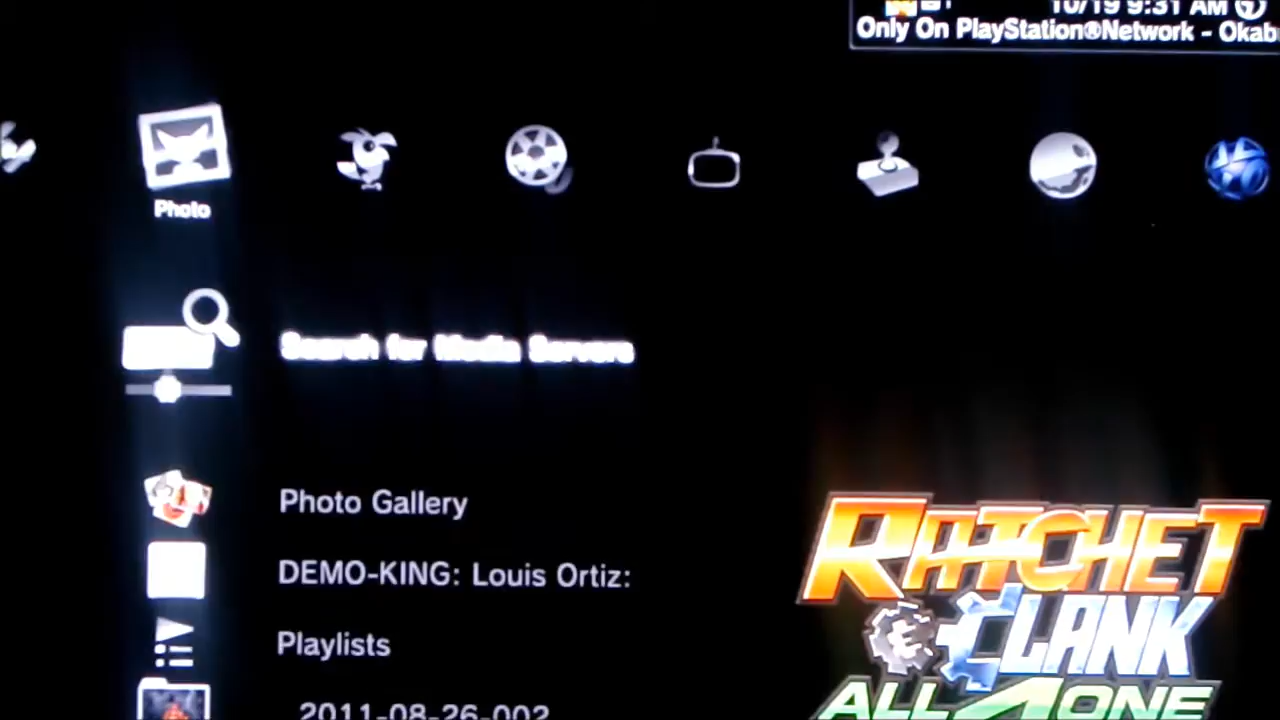 10/19 9:31 AM
Only On PlayStation®Network - Okab
Photo
Search for Media Servers
Photo Gallery
DEMO-KING: Louis Ortiz:
Playlists
2011-08-26-002
RATCHET
CLANK
ALL 4 ONE